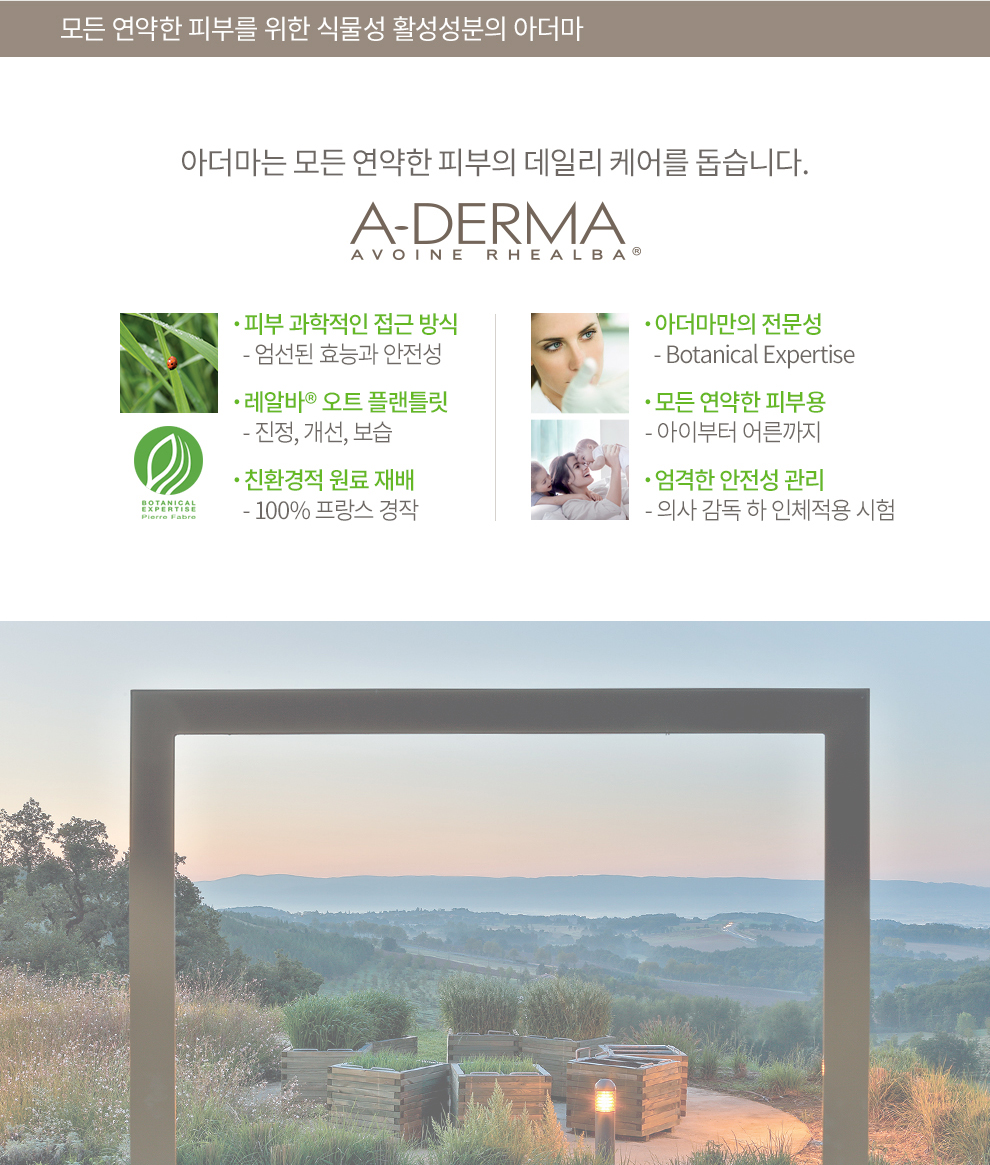 모든 연약한 피부를 위한 식물성 활성성분의 아더마
아더마는 모든 연약한 피부의 데일리 케어를 돕습니다.
A-DERMA
AVOINE RHEALBA®
• 피부 과학적인 접근 방식
- 엄선된 효능과 안전성
• 레알바® 오트 플랜틀릿
- 진정, 개선, 보습
• 친환경적 원료 재배
- 100% 프랑스 경작
BOTANICAL
EXPERTISE
Pierre Fabre
• 아더마만의 전문성
- Botanical Expertise
• 모든 연약한 피부용
- 아이부터 어른까지
• 엄격한 안전성 관리
- 의사 감독 하 인체적용 시험